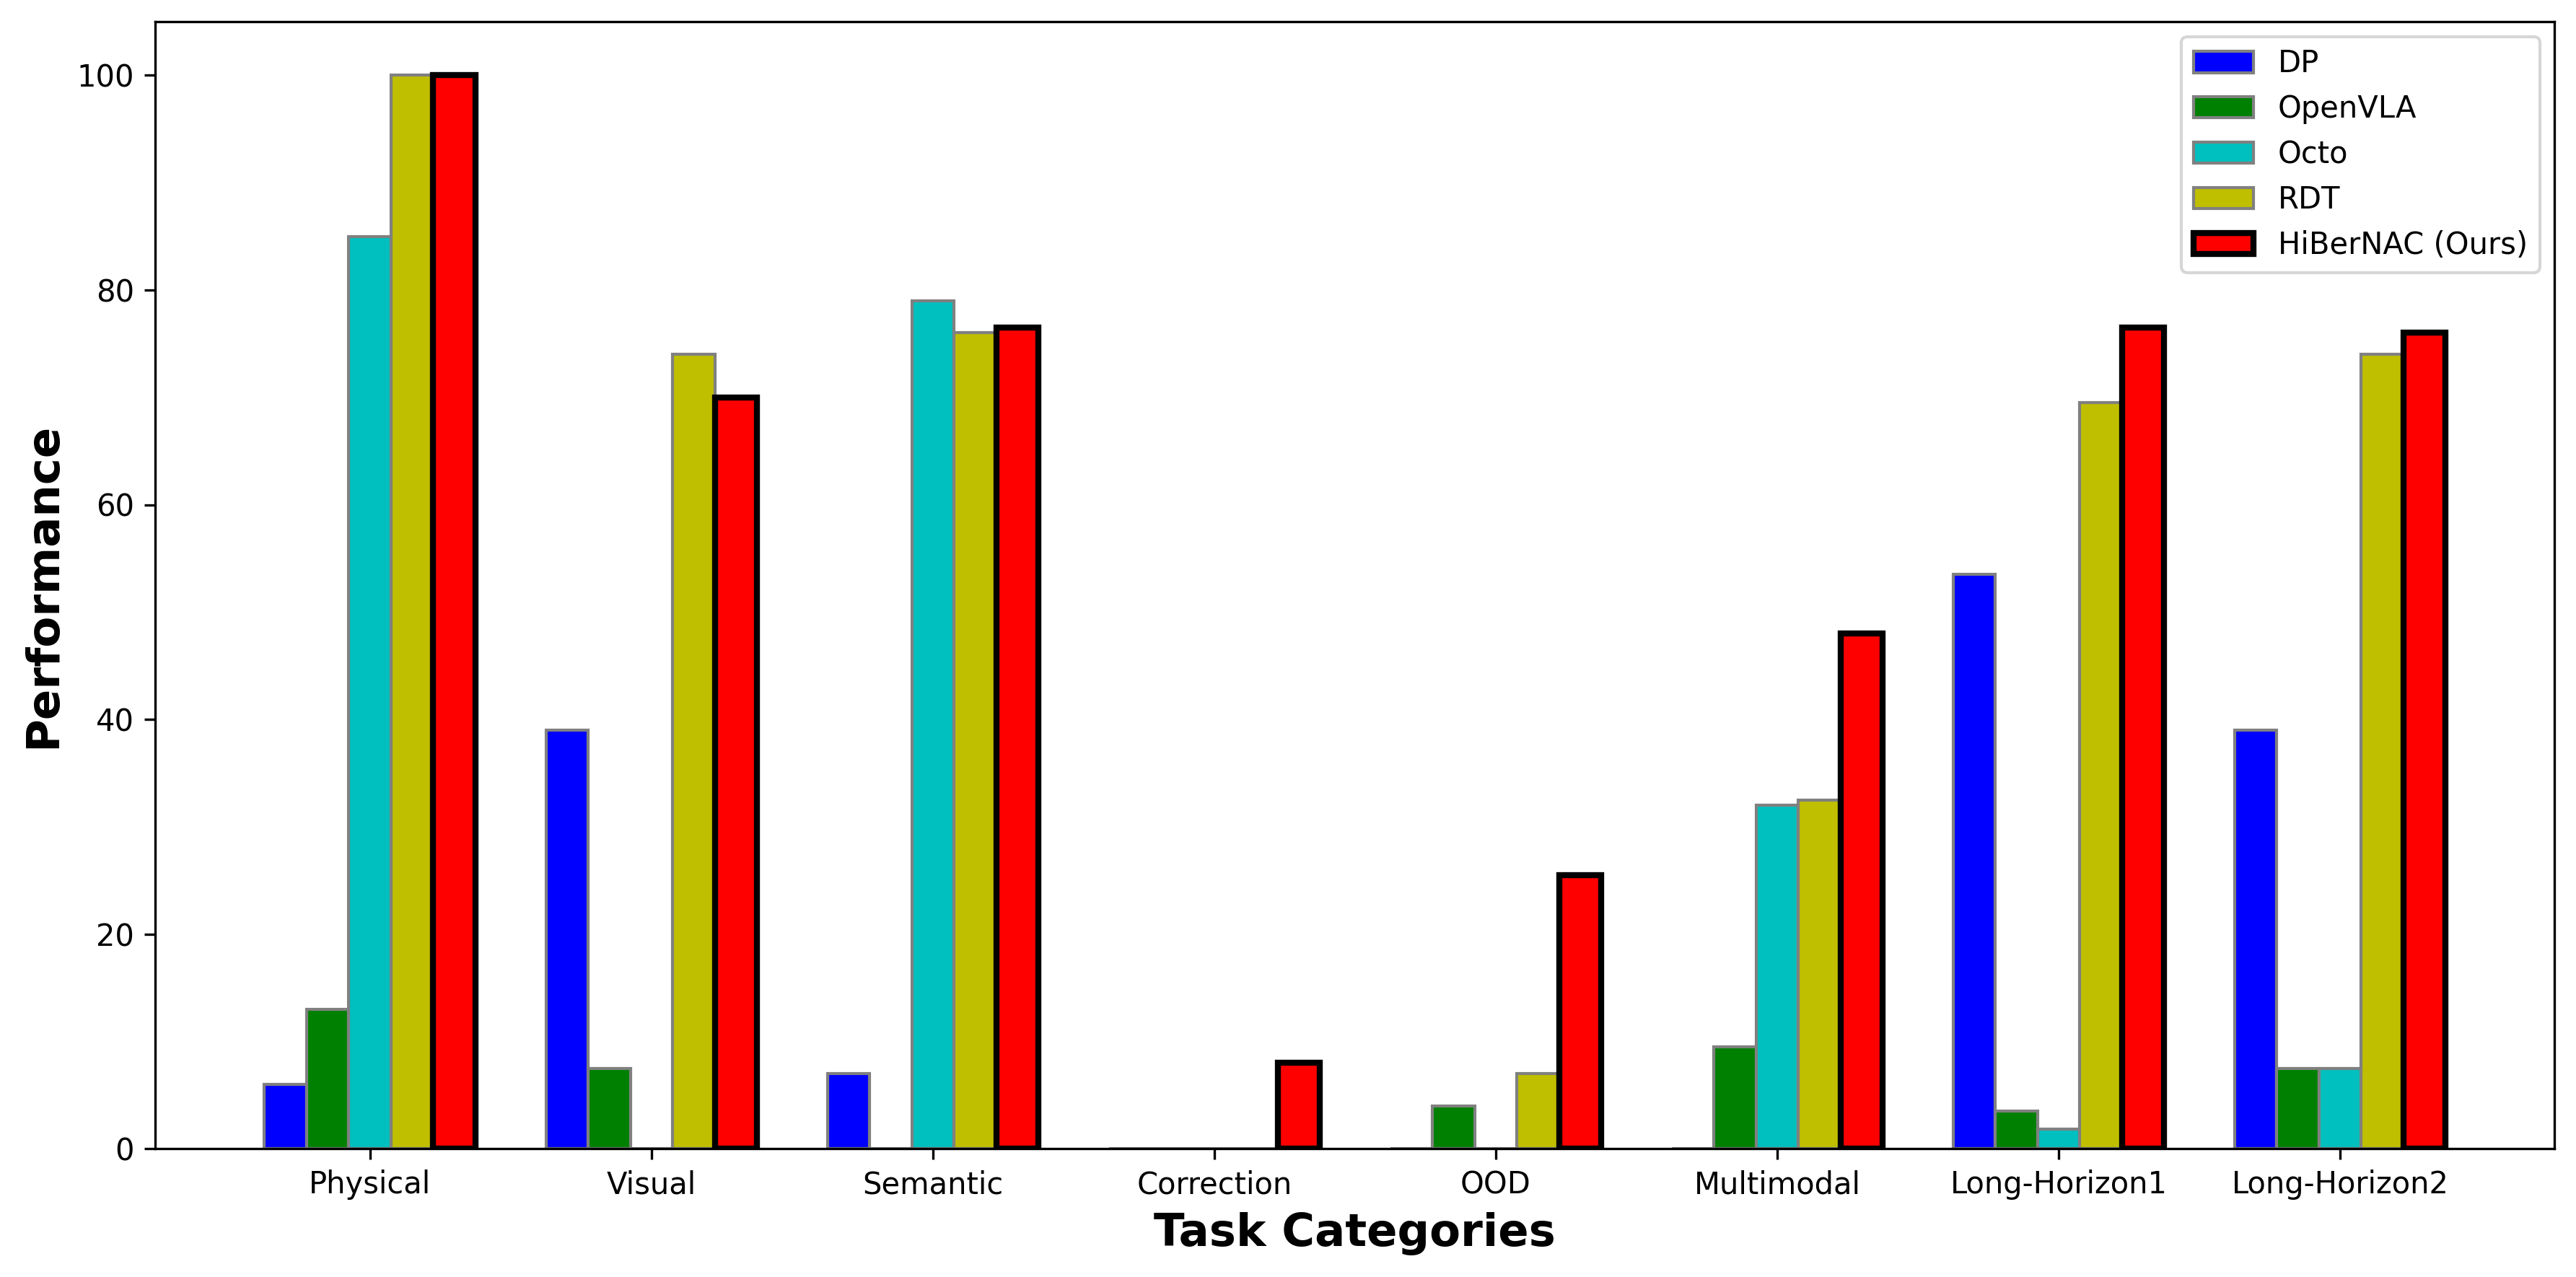 Performance
100
80
60
40
20
0
DP
OpenVLA
Octo
RDT
HiBerNAC (Ours)
Physical
Visual
Semantic
Correction
OOD
Multimodal
Long-Horizon1
Long-Horizon2
Task Categories